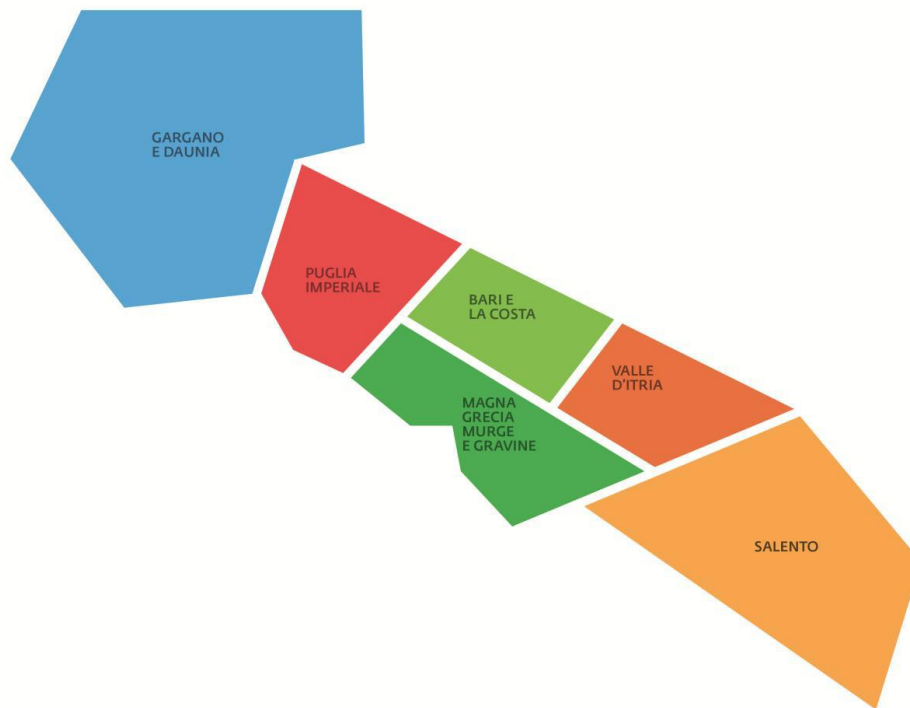 GARGANO
E DAUNIA
PUGLIA
IMPERIALE
BARI E
LA COSTA
VALLE
D'ITRIA
MAGNA
GRECIA
MURGE
E GRAVINE
SALENTO